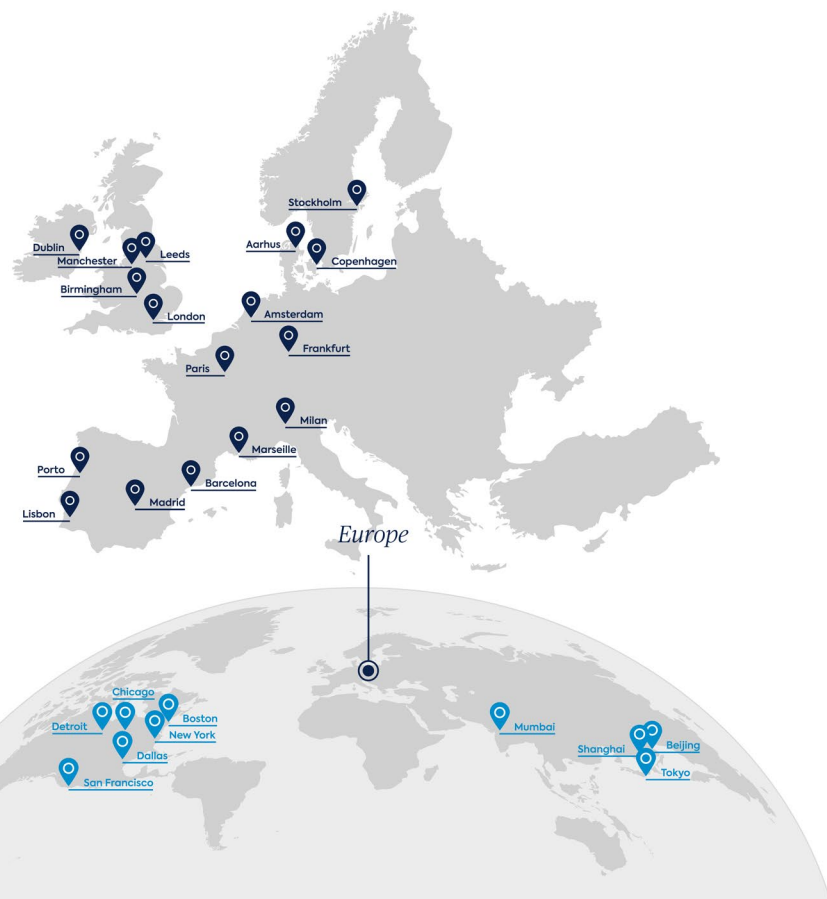 Stockholm
Dublin
Aarhus
Leeds
Manchester
Copenhagen
Birmingham
London
Amsterdam
Frankfurt
Paris
Milan
Marseille
Porto
Barcelona
Madrid
Lisbon
Europe
Chicago
Boston
Detroit
Mumbai
New York
Beijing
Shanghai
Dallas
Tokyo
San Francisco